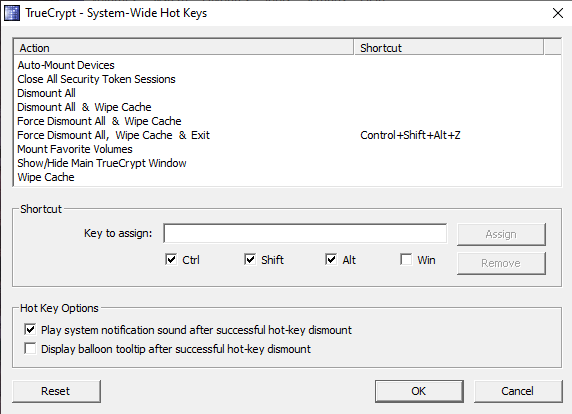 TrueCrypt - System-Wide Hot Keys
Action Shortcut
Auto-Mount Devices
Close All Security Token Sessions
Dismount All
Dismount All & Wipe Cache
Force Dismount All & Wipe Cache
Force Dismount All, Wipe Cache & Exit Control+Shift+Alt+Z
Mount Favorite Volumes
Show/Hide Main TrueCrypt Window
Wipe Cache
Shortcut
Key to assign: Assign
Ctrl Shift Alt Win Remove
Hot Key Options
Play system notification sound after successful hot-key dismount
Display balloon tooltip after successful hot-key dismount
Reset OK Cancel